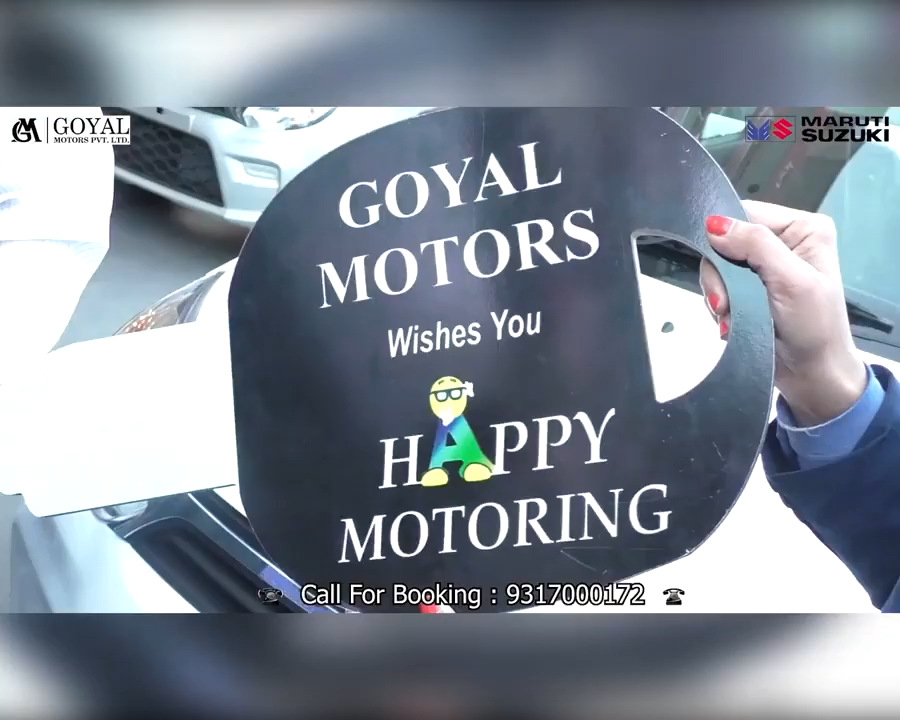 GOYAL
MOTORS PVT. LTD.
MARUTI
SUZUKI
GOYAL
MOTORS
Wishes You
HAPPY
MOTORING
Call For Booking : 9317000172